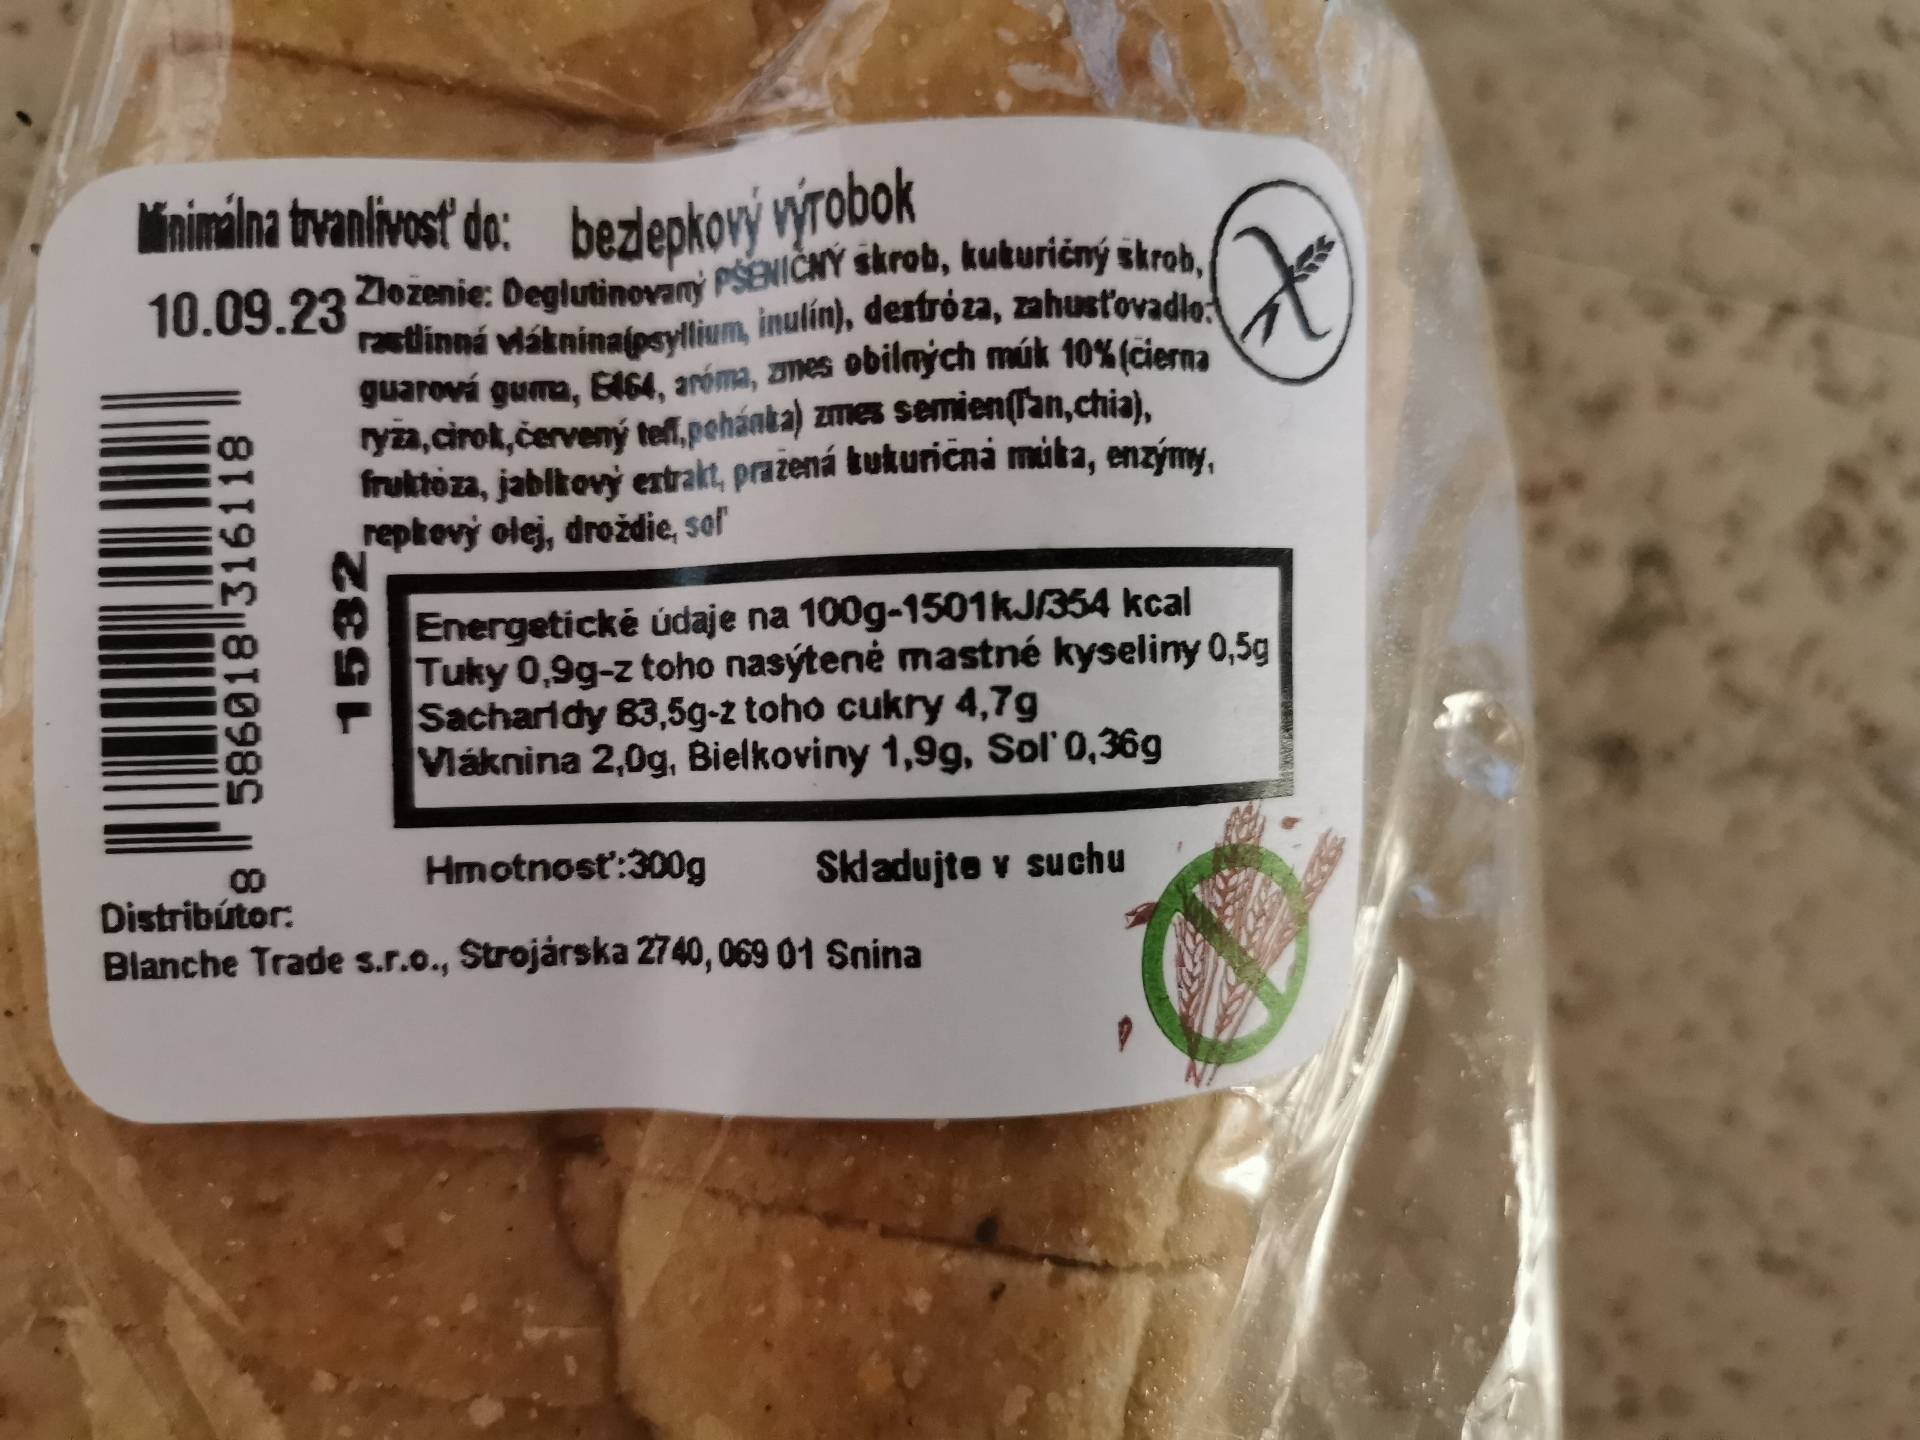 Minimálna trvanlivosť do: bezlepkový výrobok
10.09.23
Zloženie: Deglutinovaný PŠENIČNÝ škrob, kukuričný škrob,
rastlinná vláknina(psyllium, inulín), dextróza, zahusťovadlo:
guarová guma, E464, aróma, zmes obilných múk 10% (čierna
ryža, cirok, červený teff, pohánka) zmes semien(ľan, chia),
fruktóza, jablkový extrakt, pražená kukuričná múka, enzýmy,
repkový olej, droždie, soľ
8 586018 316118
1532
Energetické údaje na 100g-1501kJ/354 kcal
Tuky 0,9g-z toho nasýtené mastné kyseliny 0,5g
Sacharidy 83,5g-z toho cukry 4,7g
Vláknina 2,0g, Bielkoviny 1,9g, Soľ 0,36g
Hmotnosť:300g Skladujte v suchu
Distribútor:
Blanche Trade s.r.o., Strojárska 2740, 069 01 Snina